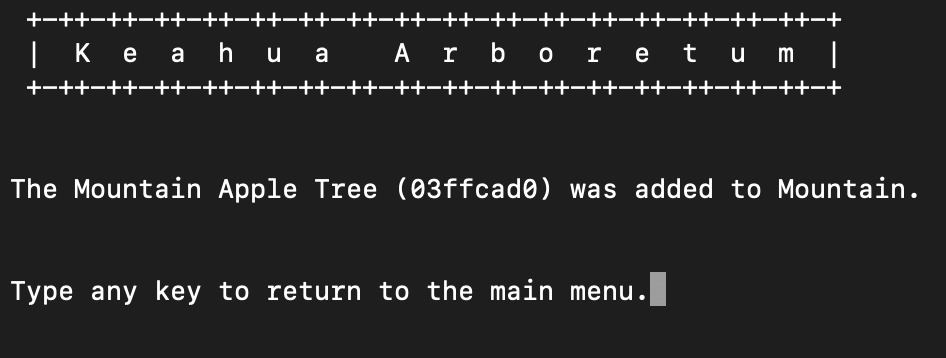 +-++-++-++-++-++-++-++-++-++-++-++-++-++-++-++-++-+
|  K  e  a  h  u  a    A  r  b  o  r  e  t  u  m  |
+-++-++-++-++-++-++-++-++-++-++-++-++-++-++-++-++-+
The Mountain Apple Tree (03ffcad0) was added to Mountain.
Type any key to return to the main menu.